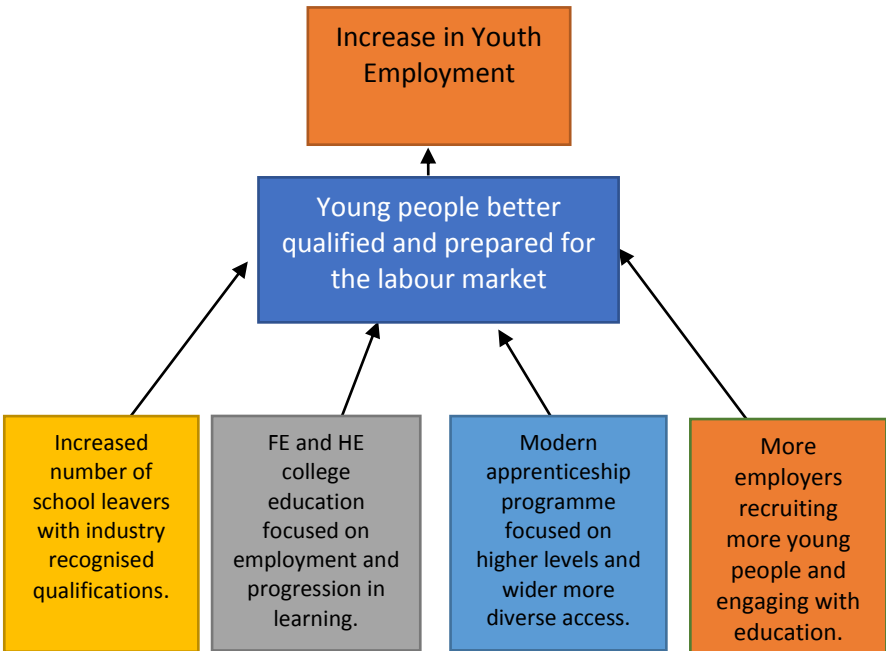 Increase in Youth
Employment
Young people better
qualified and prepared for
the labour market
Increased
number of
school leavers
with industry
recognised
qualifications.
FE and HE
college
education
focused on
employment and
progression in
learning.
Modern
apprenticeship
programme
focused on
higher levels and
wider more
diverse access.
More
employers
recruiting
more young
people and
engaging with
education.